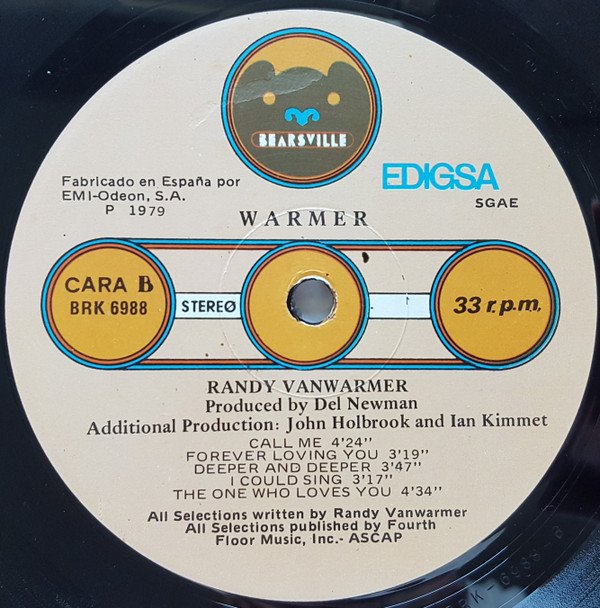 BEARSVILLE
EDIGSA
SGAE
Fabricado en España por
EMI-Odeon, S.A.
P 1979
WARMER
CARA B
BRK 6988
STEREØ
33 r.p.m.
RANDY VANWARMER
Produced by Del Newman
Additional Production: John Holbrook and Ian Kimmet
CALL ME 4'24''
FOREVER LOVING YOU 3'19''
DEEPER AND DEEPER 3'47''
I COULD SING 3'17''
THE ONE WHO LOVES YOU 4'34''
All Selections written by Randy Vanwarmer
All Selections published by Fourth
Floor Music, Inc.- ASCAP